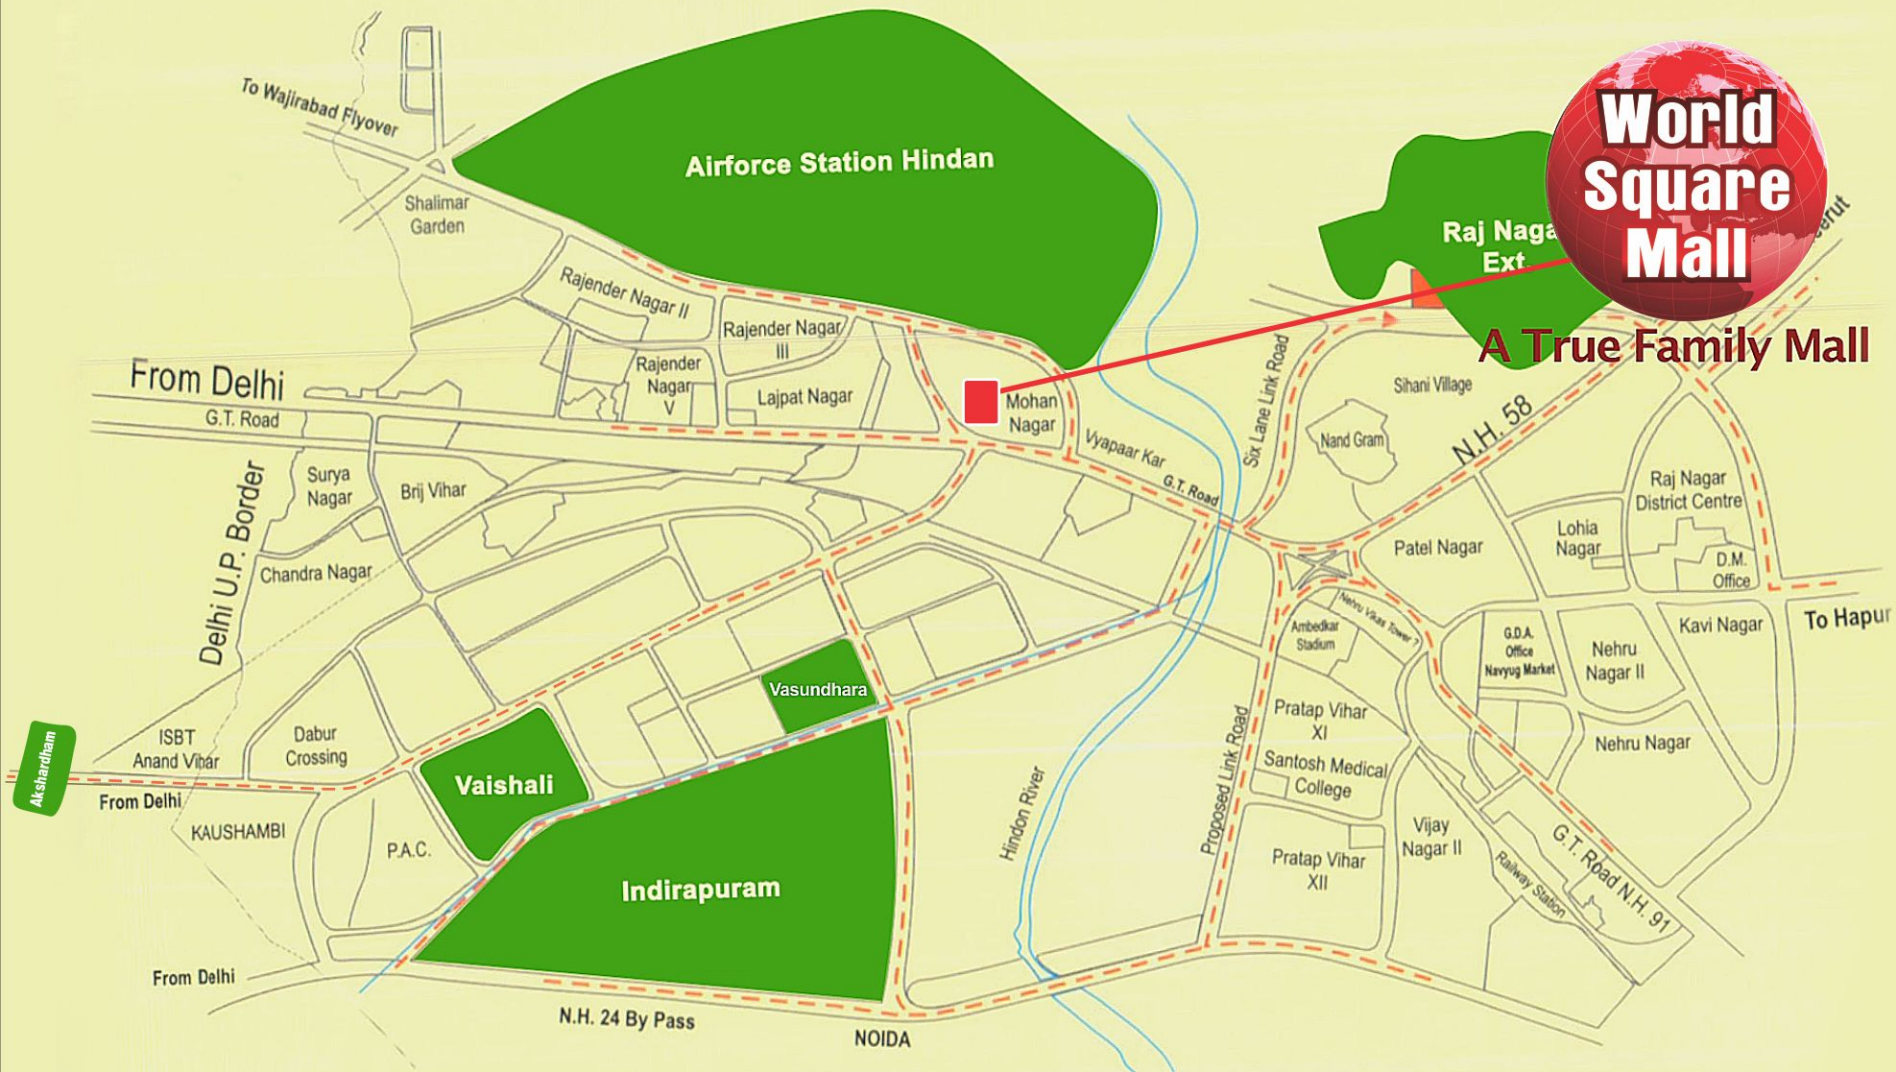 To Wajirabad Flyover
World
Square
Mall
A True Family Mall
Airforce Station Hindan
Raj Naga
Ext.
Shalimar
Garden
Rajender Nagar II
Rajender Nagar
III
Rajender
Nagar
V
Lajpat Nagar
Mohan
Nagar
Vyapaar Kar
G.T. Road
Six Lane Link Road
Sihani Village
Nand Gram
N.H. 58
From Delhi
G.T. Road
Delhi U.P. Border
Surya
Nagar
Brij Vihar
Chandra Nagar
Raj Nagar
District Centre
Lohia
Nagar
Patel Nagar
D.M.
Office
To Hapur
Kavi Nagar
Nehru Vikas Tower ?
Ambedkar
Stadium
G.D.A.
Office
Navyug Market
Nehru
Nagar II
Nehru Nagar
Vasundhara
Vaishali
Indirapuram
Akshardham
ISBT
Anand Vihar
Dabur
Crossing
From Delhi
KAUSHAMBI
P.A.C.
From Delhi
N.H. 24 By Pass
NOIDA
Hindon River
Proposed Link Road
Pratap Vihar
XI
Santosh Medical
College
Pratap Vihar
XII
Vijay
Nagar II
Railway Station
G.T. Road N.H. 91